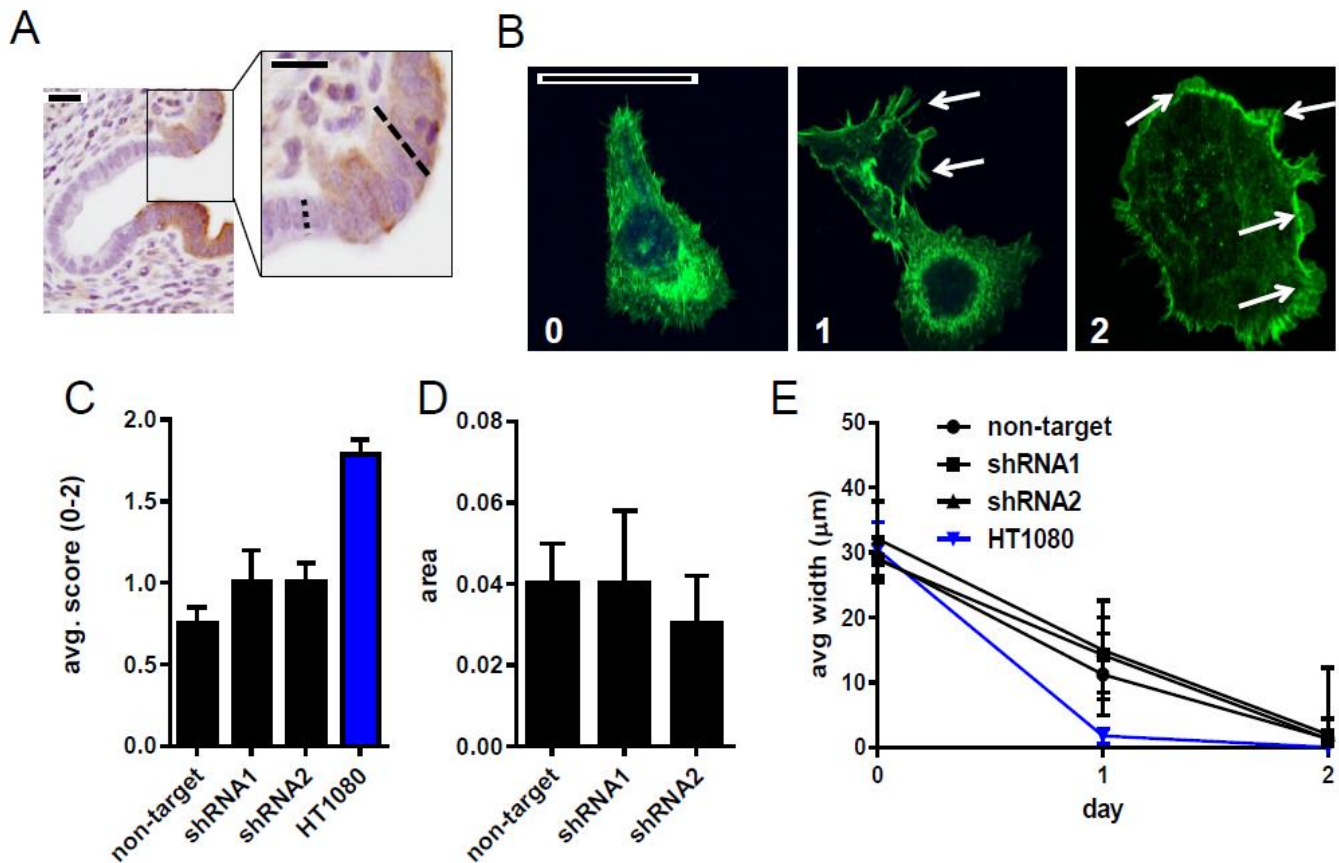 A
B
0
1
2
C
avg. score (0-2)
2.0
1.5
1.0
0.5
0.0
non-target
shRNA1
shRNA2
HT1080
D
area
0.08
0.06
0.04
0.02
0.00
non-target
shRNA1
shRNA2
E
avg width (μm)
50
40
30
20
10
0
non-target
shRNA1
shRNA2
HT1080
0
1
2
day